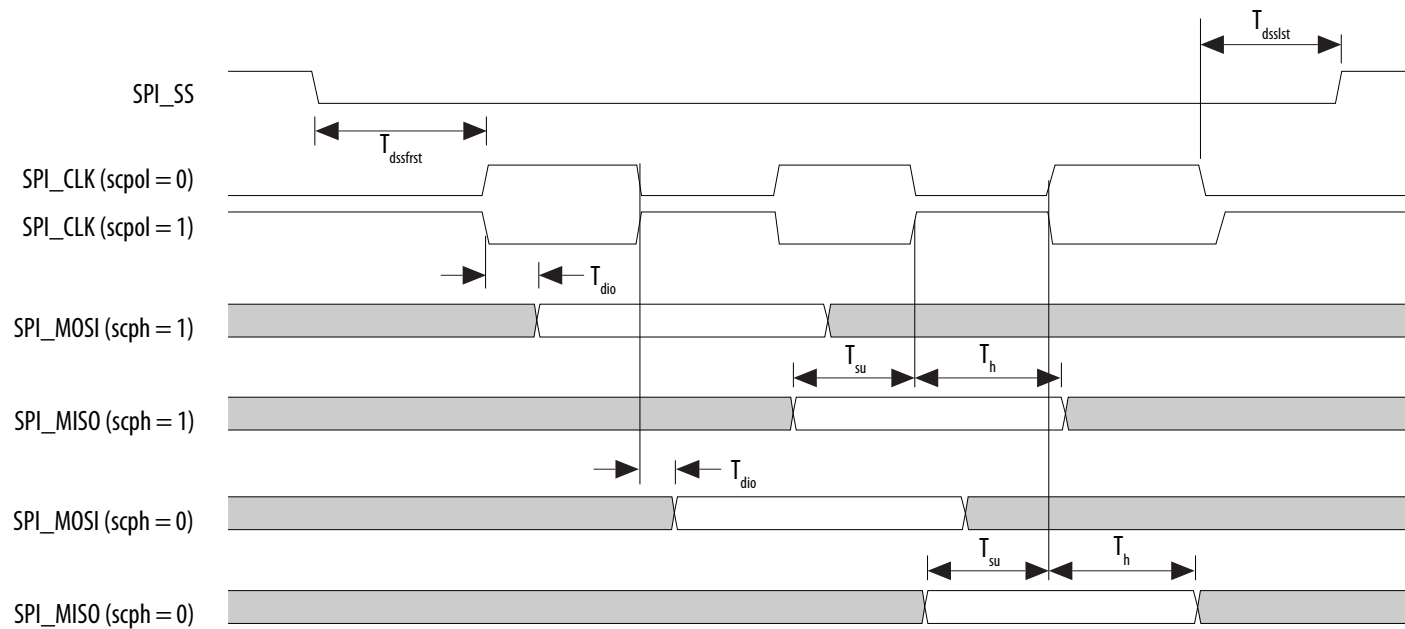 T_dsslst
SPI_SS
T_dssfrst
SPI_CLK (scpol = 0)
SPI_CLK (scpol = 1)
T_dio
SPI_MOSI (scph = 1)
T_su
T_h
SPI_MISO (scph = 1)
T_dio
SPI_MOSI (scph = 0)
T_su
T_h
SPI_MISO (scph = 0)